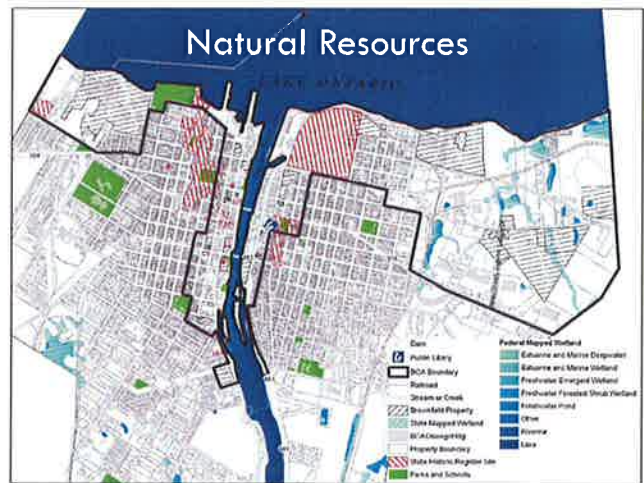 Natural Resources
LAKE ONTARIO
Dam
Public Library
BOA Boundary
Railroad
Stream or Creek
Brownfield Property
State Mapped Wetland
Property Boundary
State Historic Register Site
Parks and Schools
Federal Mapped Wetland
Estuarine and Marine Deepwater
Estuarine and Marine Wetland
Freshwater Emergent Wetland
Freshwater Forested Shrub Wetland
Freshwater Pond
Other
Riverine
Lake